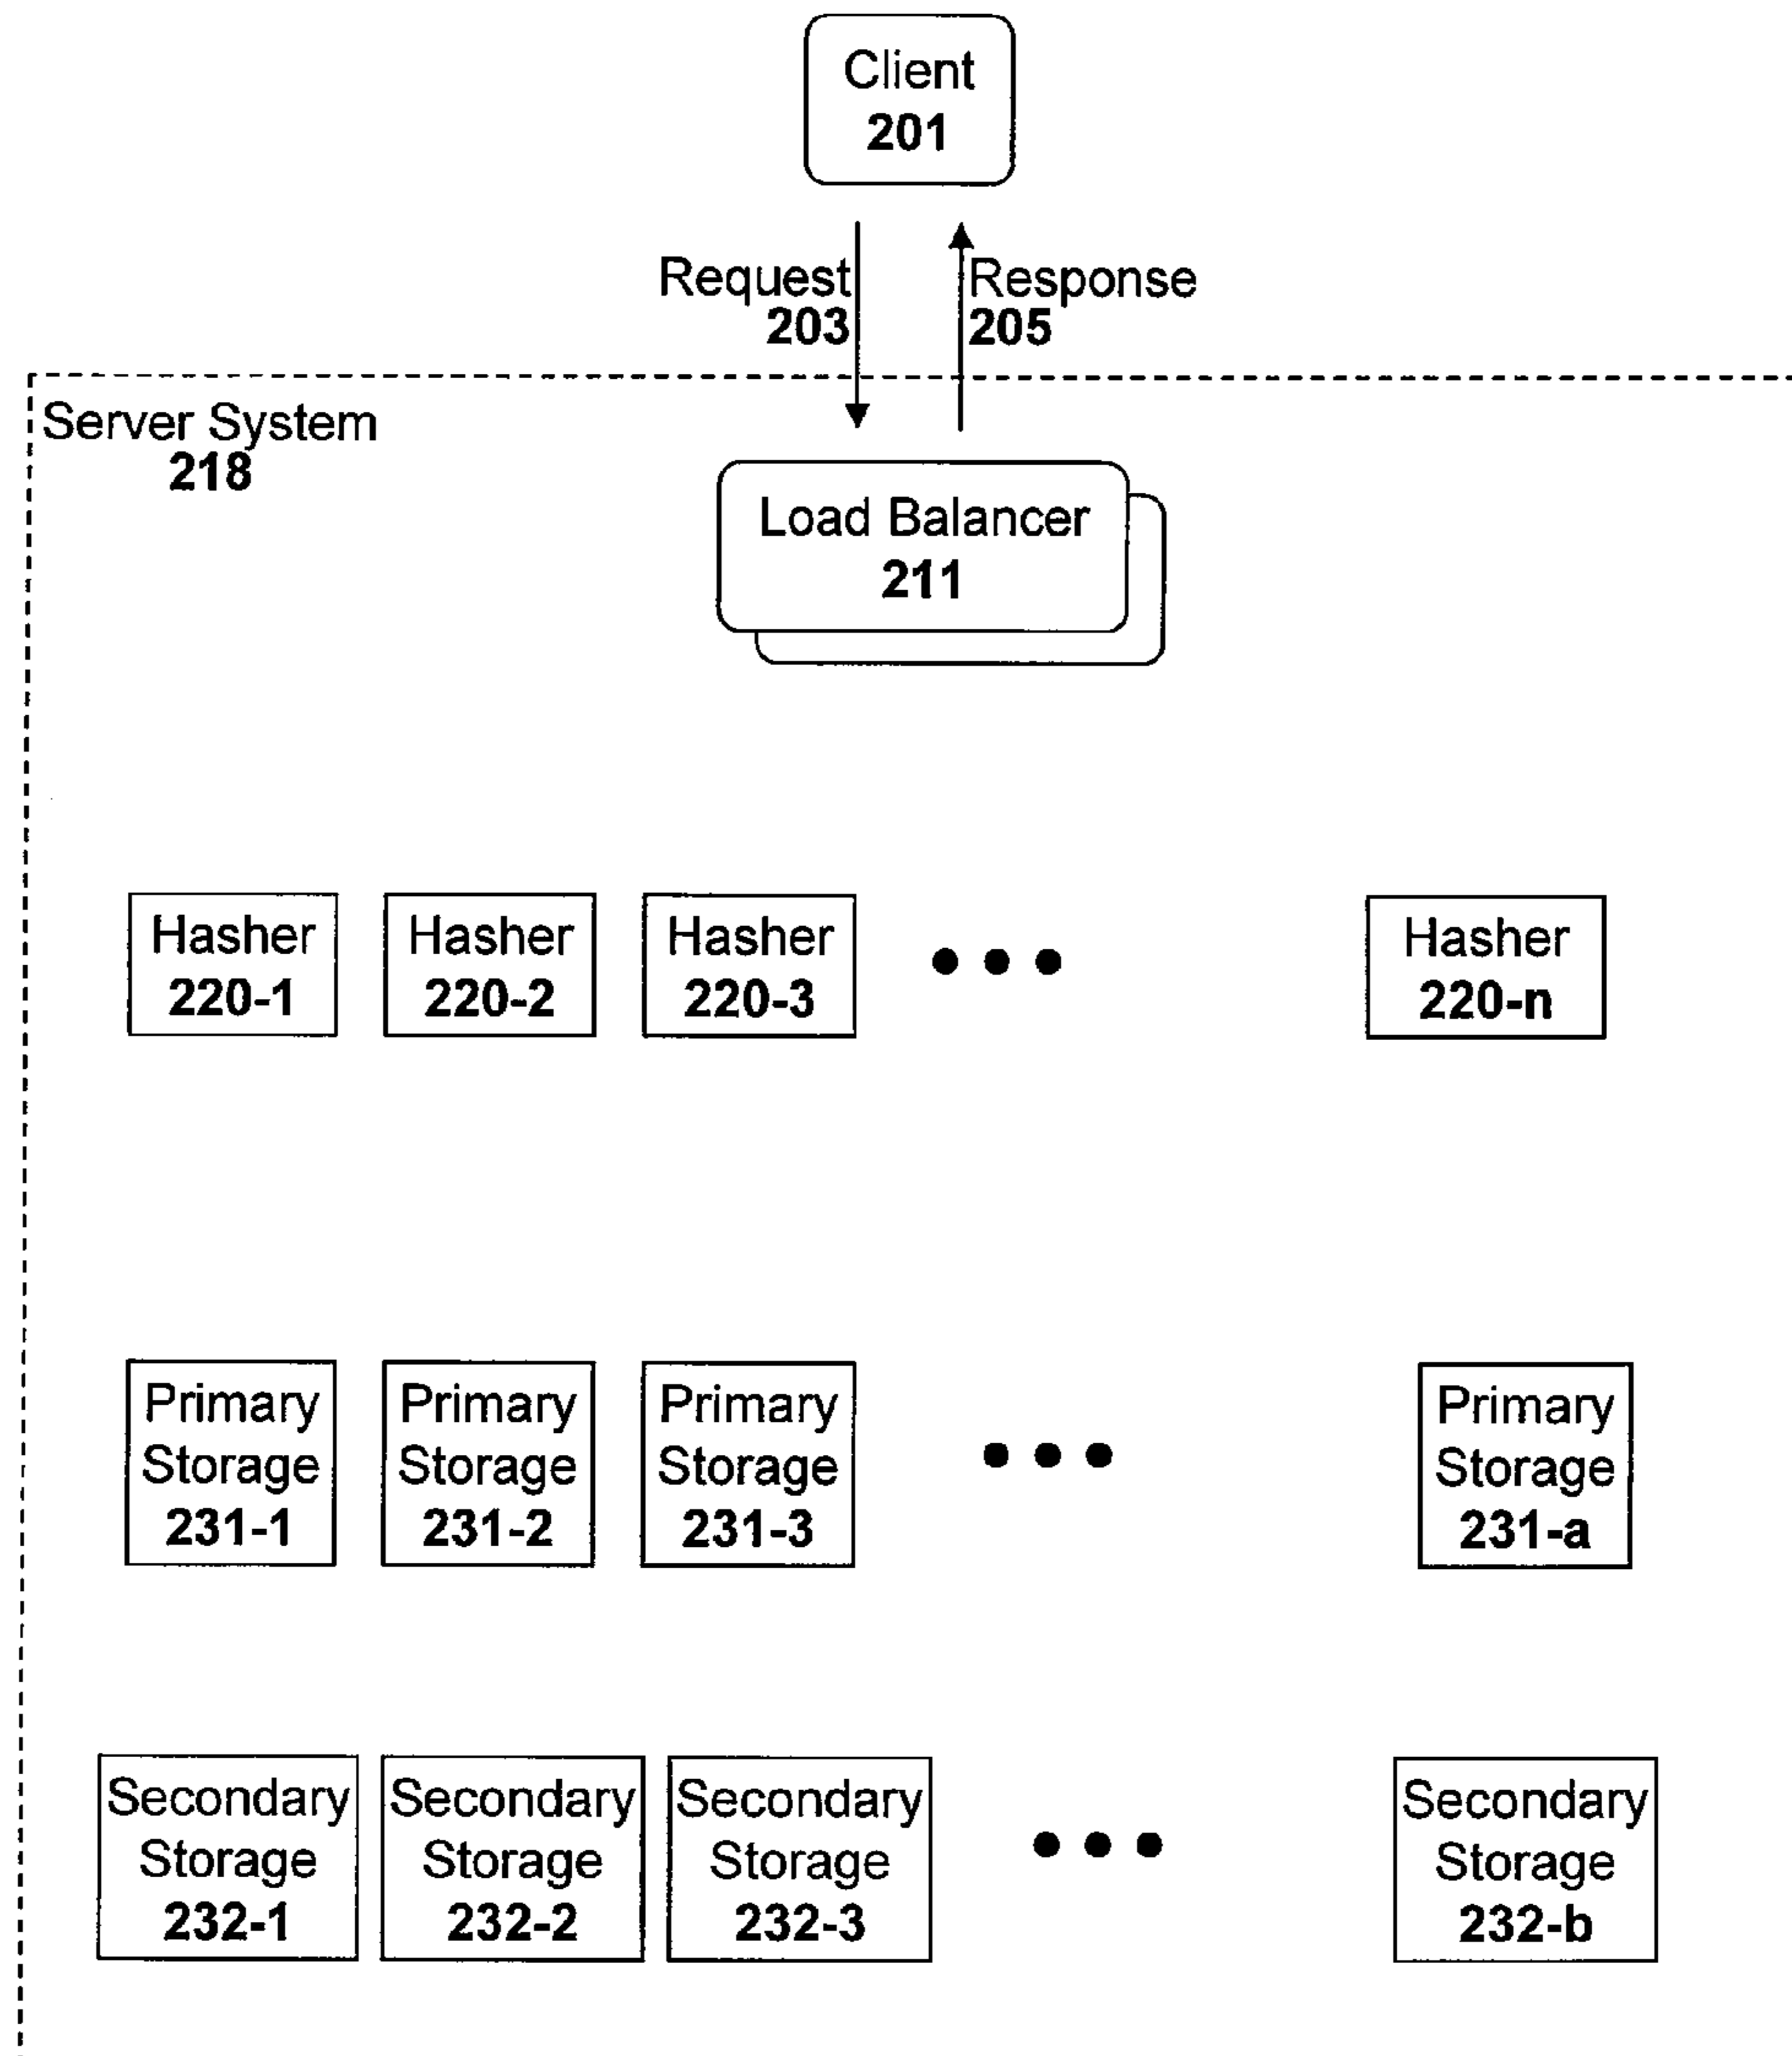 Client
201
Request
203
Response
205
Server System
218
Load Balancer
211
Hasher
220-1
Hasher
220-2
Hasher
220-3
Hasher
220-n
Primary
Storage
231-1
Primary
Storage
231-2
Primary
Storage
231-3
Primary
Storage
231-a
Secondary
Storage
232-1
Secondary
Storage
232-2
Secondary
Storage
232-3
Secondary
Storage
232-b